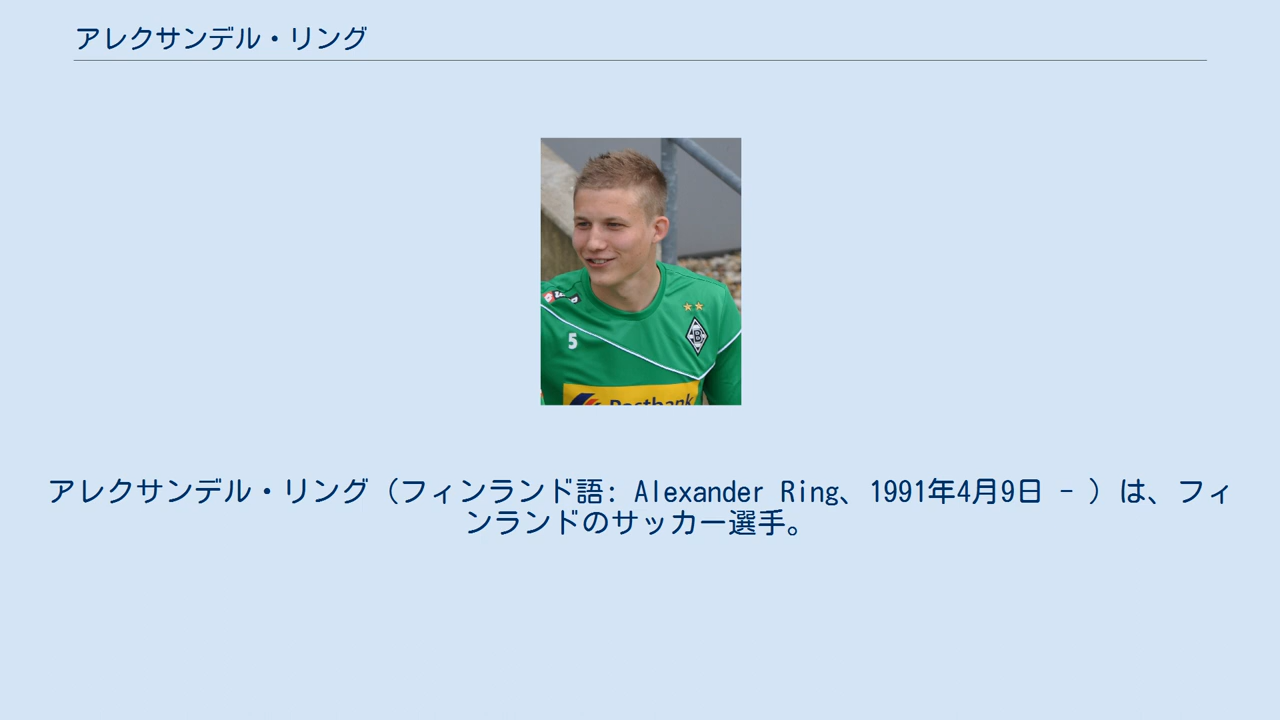 アレクサンデル・リング
5
B
Postbank
アレクサンデル・リング（フィンランド語: Alexander Ring、1991年4月9日 - ）は、フィ
ンランドのサッカー選手。